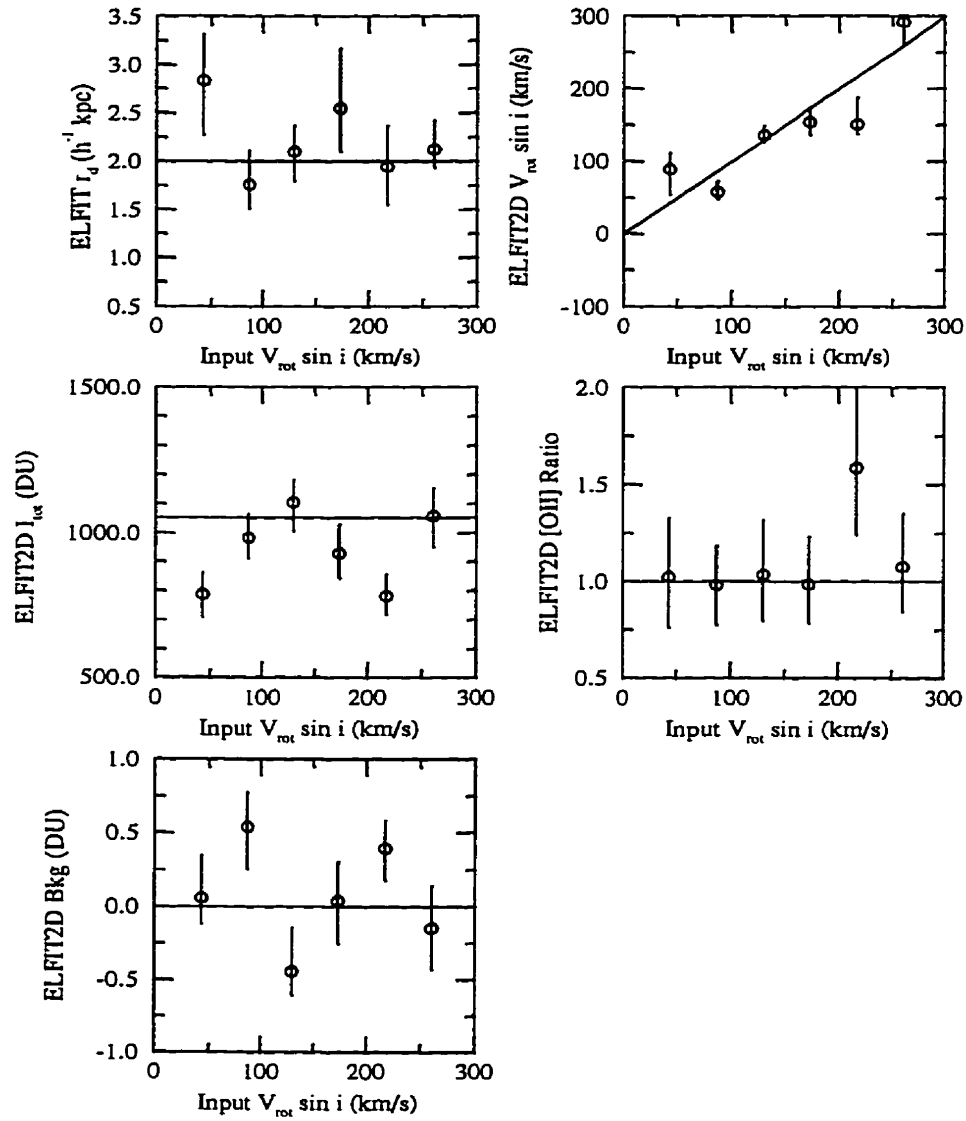 3.5
3.0
2.5
2.0
1.5
1.0
0.5
ELFIT r_d (h^-1 kpc)
0 100 200 300
Input V_rot sin i (km/s)
300
200
100
0
-100
ELFIT2D V_rot sin i (km/s)
0 100 200 300
Input V_rot sin i (km/s)
1500.0
1000.0
500.0
ELFIT2D I_tot (DU)
0 100 200 300
Input V_rot sin i (km/s)
2.0
1.5
1.0
0.5
ELFIT2D [OII] Ratio
0 100 200 300
Input V_rot sin i (km/s)
1.0
0.5
0.0
-0.5
-1.0
ELFIT2D Bkg (DU)
0 100 200 300
Input V_rot sin i (km/s)